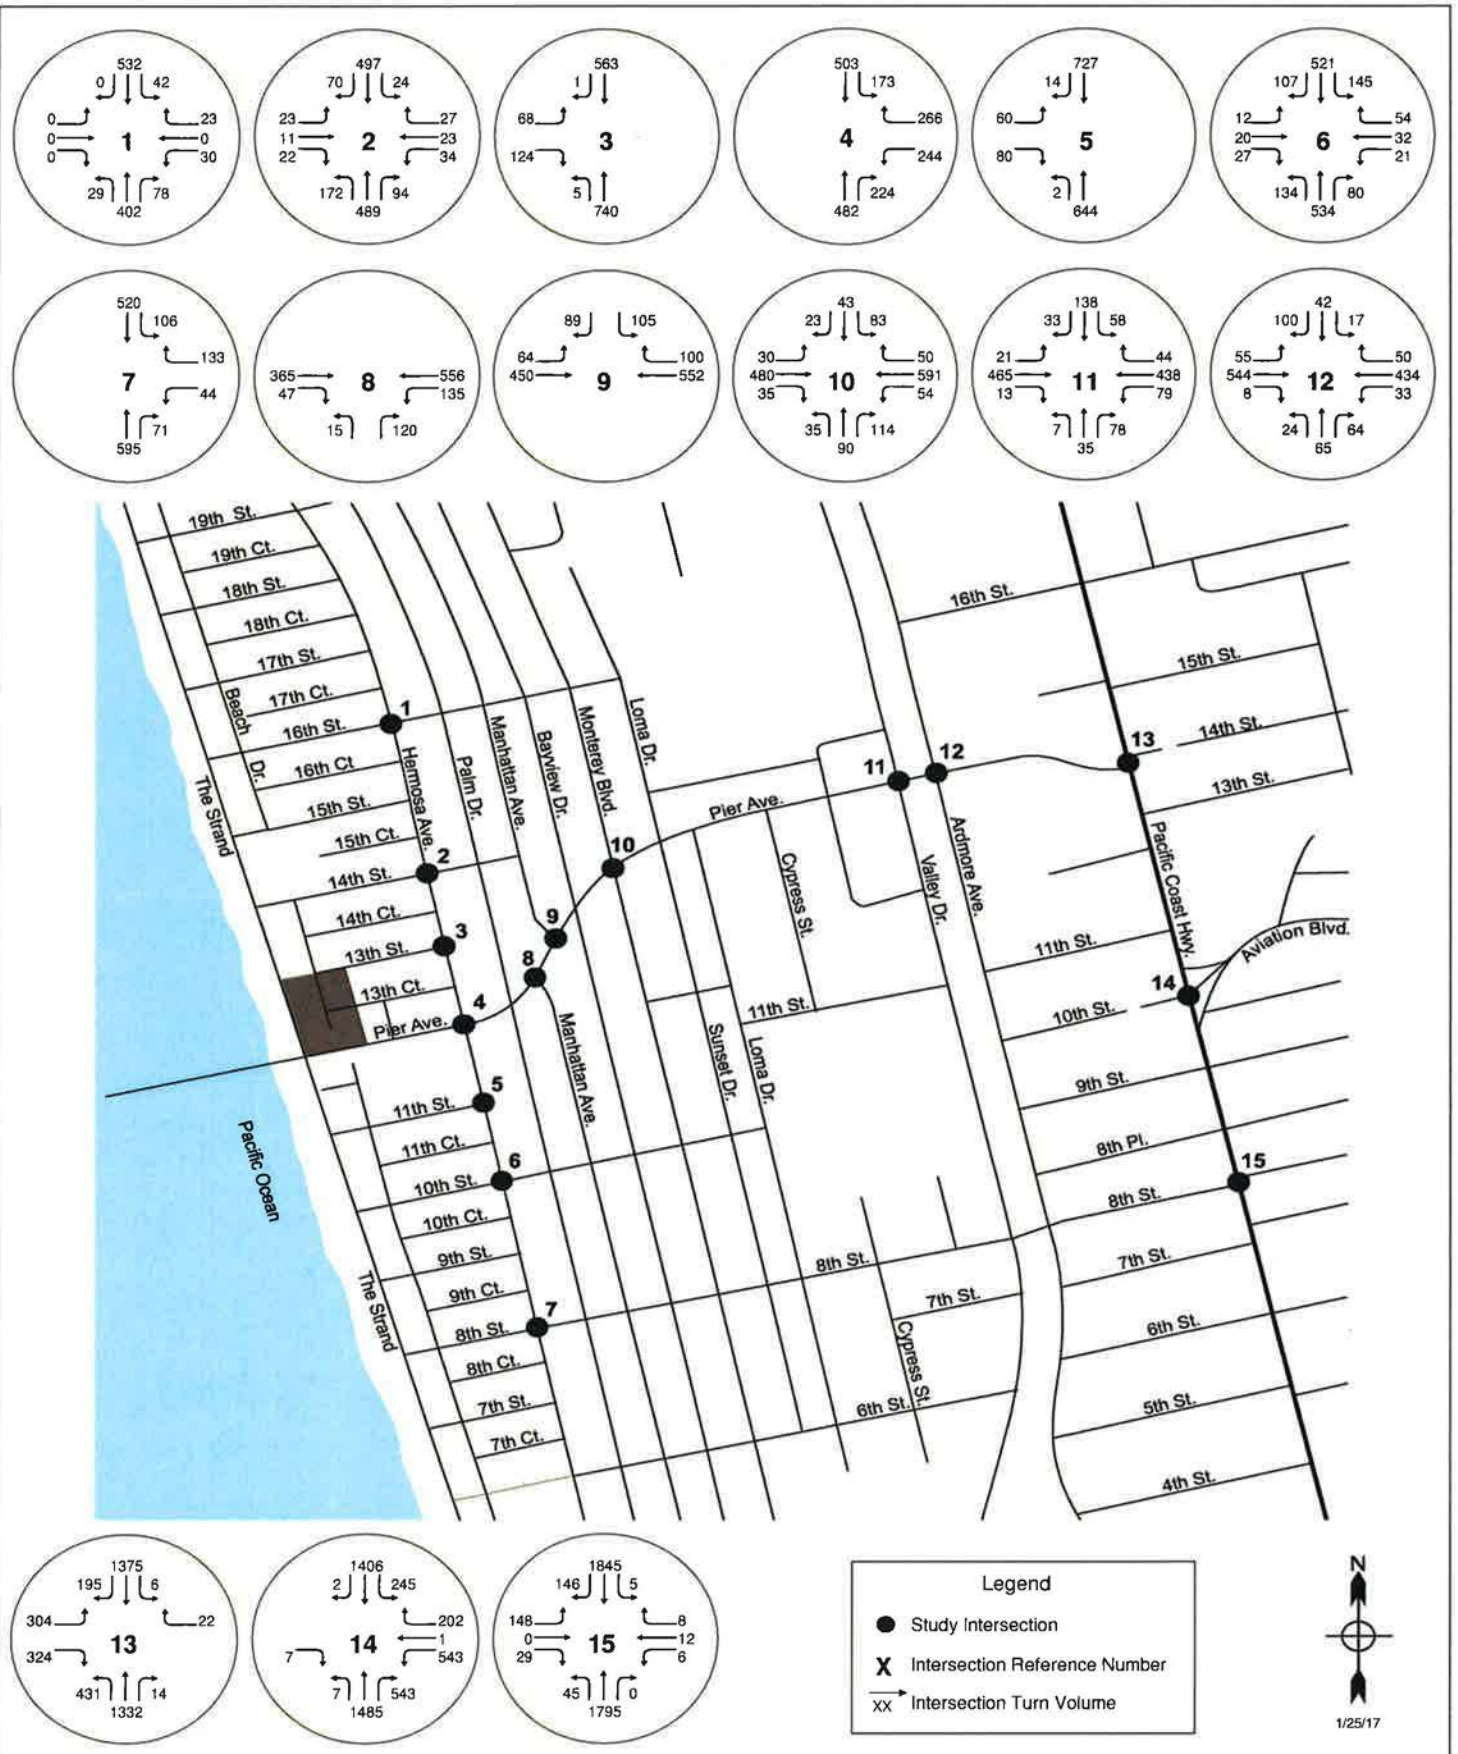 532
0 42
0 23
0 1 0
0 30
29 78
402
497
70 24
23 27
11 2 23
22 34
172 94
489
563
1
68
3
124
5
740
503
173
266
4
244
224
482
727
14
60
5
80
2
644
521
107 145
12 54
20 6 32
27 21
134 80
534
520
106
133
7
44
71
595
365 8 556
47 135
15 120
89 105
64 100
450 9 552
43
23 83
30 50
480 10 591
35 54
35 114
90
138
33 58
21 44
465 11 438
13 79
7 78
35
42
100 17
55 50
544 12 434
8 33
24 64
65
19th St.
19th Ct.
18th St.
18th Ct.
17th St.
17th Ct.
16th St.
16th Ct
15th St.
15th Ct.
14th St.
14th Ct.
13th St.
13th Ct.
Pier Ave.
11th St.
11th Ct.
10th St.
10th Ct.
9th St.
9th Ct.
8th St.
8th Ct.
7th St.
7th Ct.
Beach Dr.
The Strand
The Strand
Pacific Ocean
Hermosa Ave.
Palm Dr.
Manhattan Ave.
Bayview Dr.
Monterey Blvd.
Loma Dr.
Manhattan Ave.
Sunset Dr.
Loma Dr.
Pier Ave.
Cypress St.
11th St.
8th St.
7th St.
Cypress St.
6th St.
Valley Dr.
Ardmore Ave.
16th St.
15th St.
14th St.
13th St.
Pacific Coast Hwy.
Aviation Blvd.
11th St.
10th St.
9th St.
8th Pl.
8th St.
7th St.
6th St.
5th St.
4th St.
1
2
3
4
5
6
7
8
9
10
11
12
13
14
15
1375
195 6
304 22
13
324
431 14
1332
1406
2 245
202
14 1
7 543
7 543
1485
1845
146 5
148 8
0 15 12
29 6
45 0
1795
Legend
Study Intersection
X Intersection Reference Number
XX Intersection Turn Volume
N
1/25/17